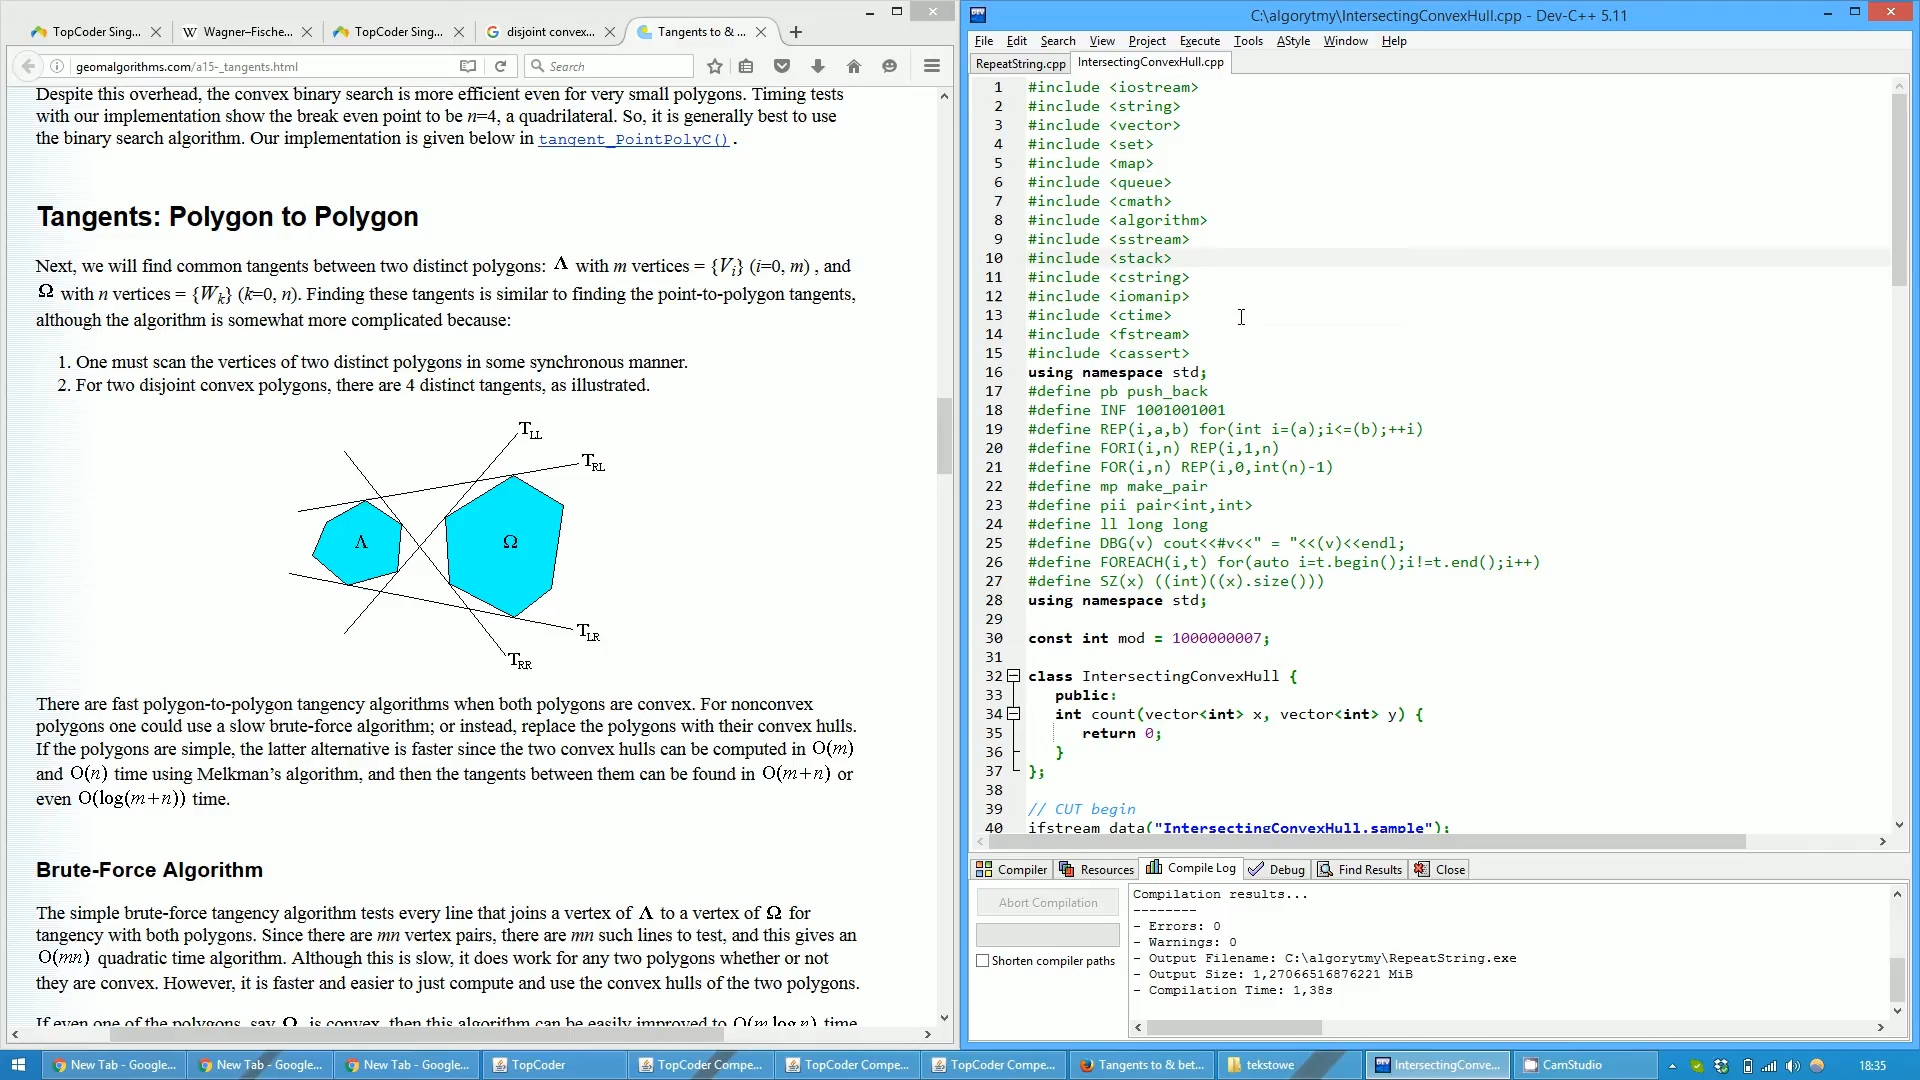 TopCoder Sing...
Wagner–Fische...
TopCoder Sing...
disjoint convex...
Tangents to & ...
geomalgorithms.com/a15-_tangents.html
Search
Despite this overhead, the convex binary search is more efficient even for very small polygons. Timing tests
with our implementation show the break even point to be n=4, a quadrilateral. So, it is generally best to use
the binary search algorithm. Our implementation is given below in tangent_PointPolyC() .
Tangents: Polygon to Polygon
Next, we will find common tangents between two distinct polygons: Λ with m vertices = {Vi} (i=0, m) , and
Ω with n vertices = {Wk} (k=0, n). Finding these tangents is similar to finding the point-to-polygon tangents,
although the algorithm is somewhat more complicated because:
1. One must scan the vertices of two distinct polygons in some synchronous manner.
2. For two disjoint convex polygons, there are 4 distinct tangents, as illustrated.
TLL
TRL
Λ
Ω
TLR
TRR
There are fast polygon-to-polygon tangency algorithms when both polygons are convex. For nonconvex
polygons one could use a slow brute-force algorithm; or instead, replace the polygons with their convex hulls.
If the polygons are simple, the latter alternative is faster since the two convex hulls can be computed in O(m)
and O(n) time using Melkman's algorithm, and then the tangents between them can be found in O(m+n) or
even O(log(m+n)) time.
Brute-Force Algorithm
The simple brute-force tangency algorithm tests every line that joins a vertex of Λ to a vertex of Ω for
tangency with both polygons. Since there are mn vertex pairs, there are mn such lines to test, and this gives an
O(mn) quadratic time algorithm. Although this is slow, it does work for any two polygons whether or not
they are convex. However, it is faster and easier to just compute and use the convex hulls of the two polygons.
If even one of the polygons, say Ω, is convex, then this algorithm can be easily improved to O(m log n) time
C:\algorytmy\IntersectingConvexHull.cpp - Dev-C++ 5.11
File Edit Search View Project Execute Tools AStyle Window Help
RepeatString.cpp IntersectingConvexHull.cpp
1 #include <iostream>
2 #include <string>
3 #include <vector>
4 #include <set>
5 #include <map>
6 #include <queue>
7 #include <cmath>
8 #include <algorithm>
9 #include <sstream>
10 #include <stack>
11 #include <cstring>
12 #include <iomanip>
13 #include <ctime>
14 #include <fstream>
15 #include <cassert>
16 using namespace std;
17 #define pb push_back
18 #define INF 1001001001
19 #define REP(i,a,b) for(int i=(a);i<=(b);++i)
20 #define FORI(i,n) REP(i,1,n)
21 #define FOR(i,n) REP(i,0,int(n)-1)
22 #define mp make_pair
23 #define pii pair<int,int>
24 #define ll long long
25 #define DBG(v) cout<<#v<<" = "<<(v)<<endl;
26 #define FOREACH(i,t) for(auto i=t.begin();i!=t.end();i++)
27 #define SZ(x) ((int)((x).size()))
28 using namespace std;
29
30 const int mod = 1000000007;
31
32 class IntersectingConvexHull {
33 public:
34 int count(vector<int> x, vector<int> y) {
35 return 0;
36 }
37 };
38
39 // CUT begin
40 ifstream data("IntersectingConvexHull.sample");
Compiler Resources Compile Log Debug Find Results Close
Abort Compilation
Shorten compiler paths
Compilation results...
--------
- Errors: 0
- Warnings: 0
- Output Filename: C:\algorytmy\RepeatString.exe
- Output Size: 1,27066516876221 MiB
- Compilation Time: 1,38s
New Tab - Google...
New Tab - Google...
New Tab - Google...
TopCoder
TopCoder Compe...
TopCoder Compe...
TopCoder Compe...
Tangents to & bet...
tekstowe
IntersectingConve...
CamStudio
18:35